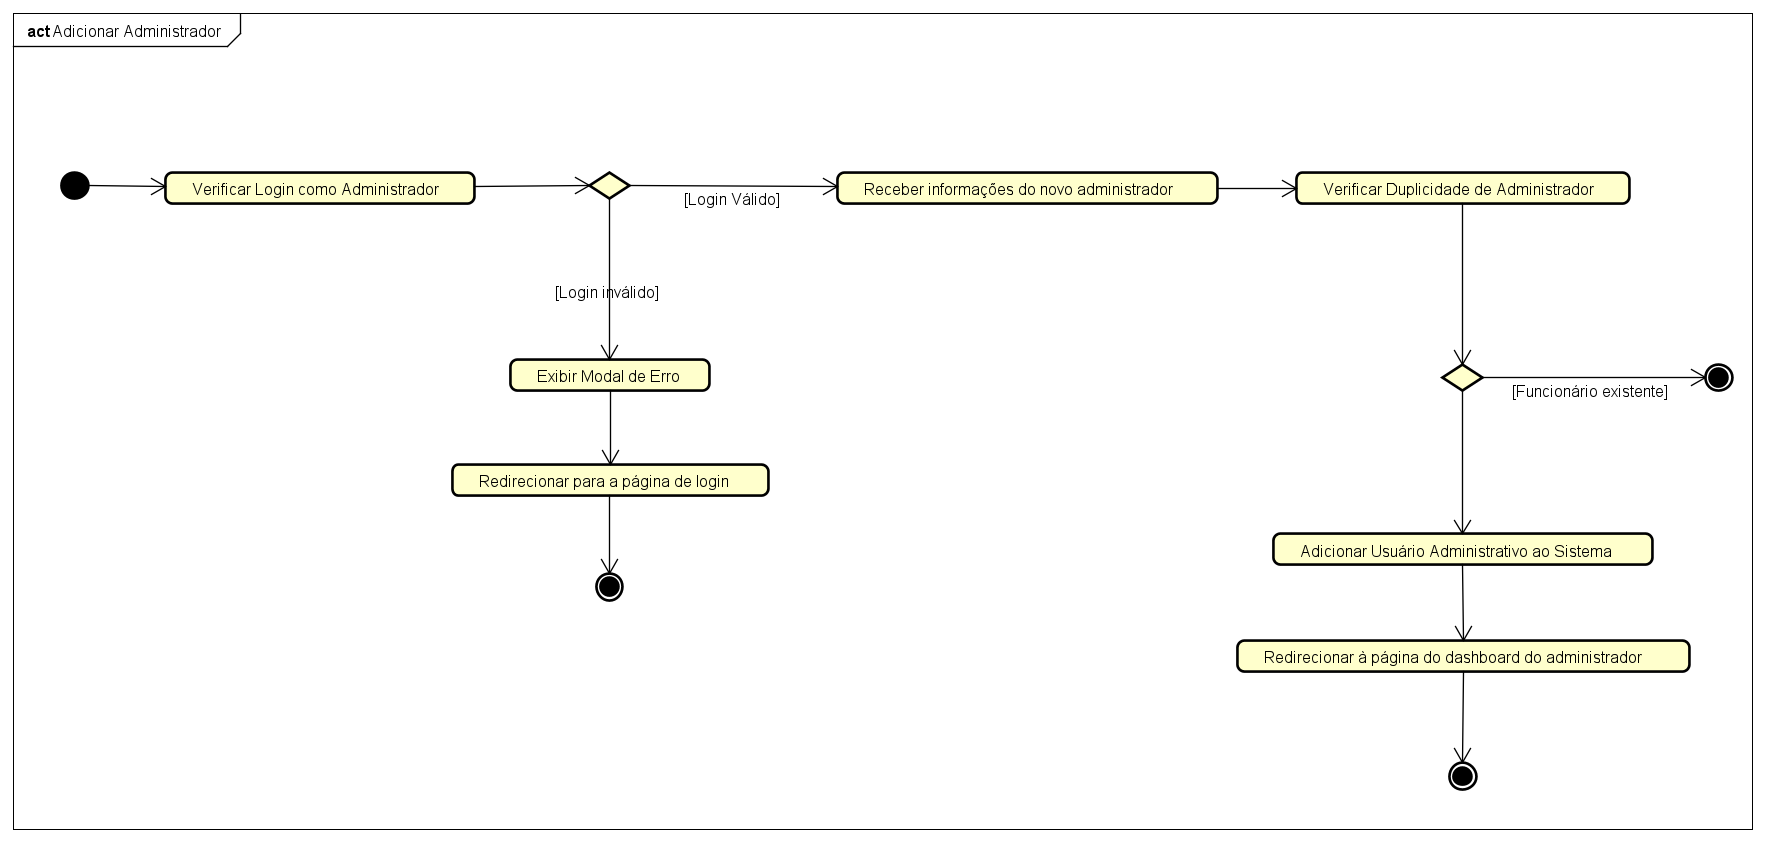 act Adicionar Administrador
Verificar Login como Administrador
[Login Válido]
Receber informações do novo administrador
Verificar Duplicidade de Administrador
[Login inválido]
Exibir Modal de Erro
[Funcionário existente]
Redirecionar para a página de login
Adicionar Usuário Administrativo ao Sistema
Redirecionar à página do dashboard do administrador